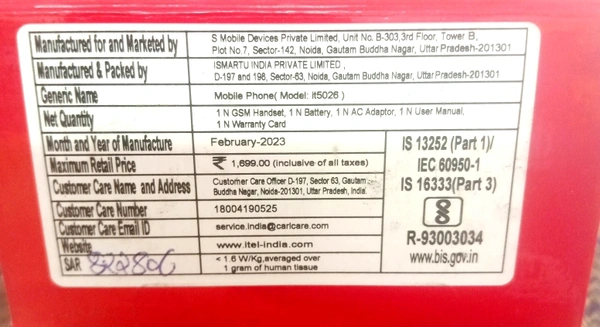 Manufactured for and Marketed by S Mobile Devices Private Limited, Unit No. B-303,3rd Floor, Tower B,
Plot No.7, Sector-142, Noida, Gautam Buddha Nagar, Uttar Pradesh-201301
Manufactured & Packed by ISMARTU INDIA PRIVATE LIMITED,
D-197 and 196, Sector-63, Noida, Gautam Buddha Nagar, Uttar Pradesh-201301
Generic Name Mobile Phone( Model: it5026 )
Net Quantity 1 N GSM Handset, 1 N Battery, 1 N AC Adaptor, 1 N User Manual,
1 N Warranty Card
Month and Year of Manufacture February-2023
Maximum Retail Price ₹ 1,699.00 (inclusive of all taxes)
Customer Care Name and Address Customer Care Officer D-197, Sector 63, Gautam
Buddha Nagar, Noida-201301, Uttar Pradesh, India.
Customer Care Number 18004190525
Customer Care Email ID service.india@carlcare.com
Website www.itel-india.com
SAR < 1.6 W/Kg,averaged over
1 gram of human tissue
IS 13252 (Part 1)/
IEC 60950-1
IS 16333(Part 3)
R-93003034
www.bis.gov.in